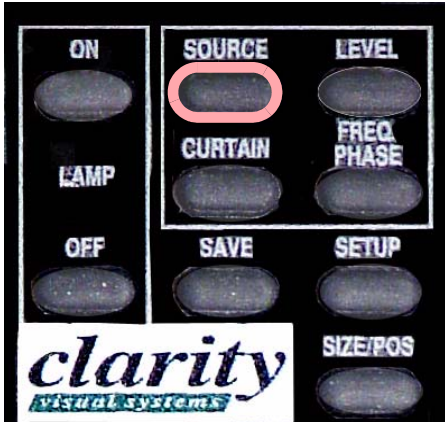 ON
SOURCE
LEVEL
LAMP
CURTAIN
FREQ.
PHASE
OFF
SAVE
SETUP
SIZE/POS
clarity
visual systems